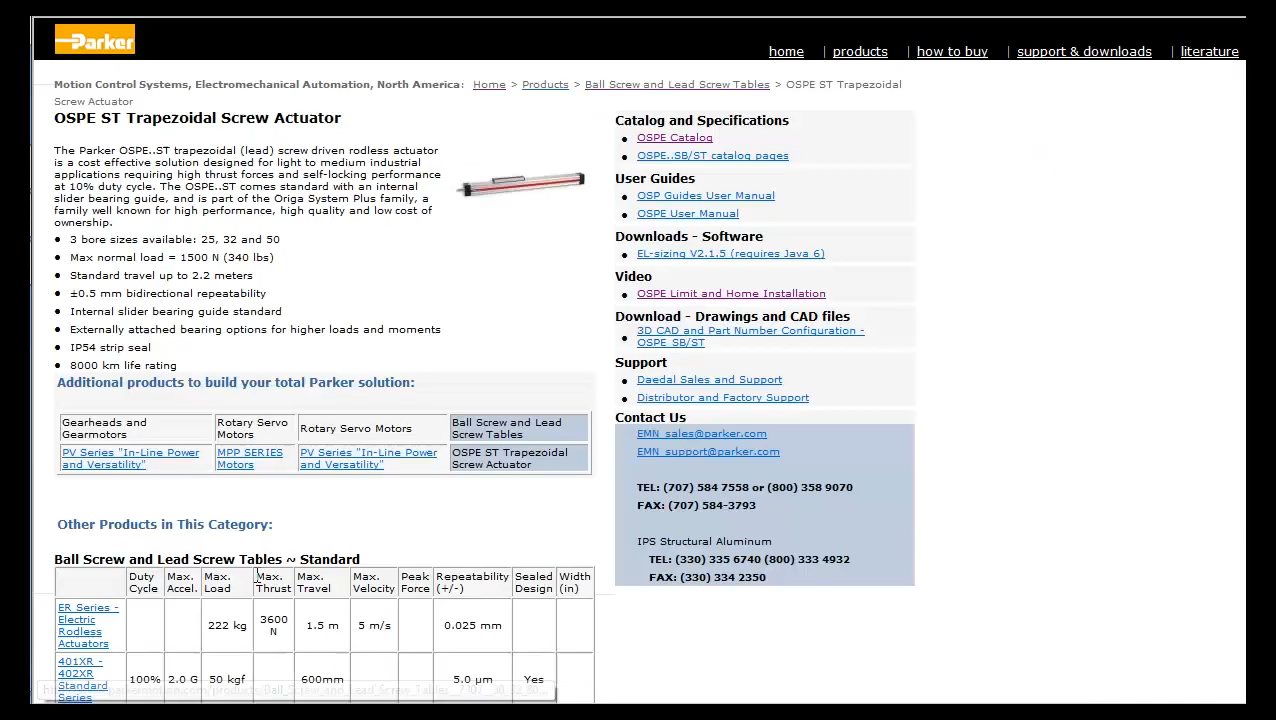 Parker
home | products | how to buy | support & downloads | literature
Motion Control Systems, Electromechanical Automation, North America: Home > Products > Ball Screw and Lead Screw Tables > OSPE ST Trapezoidal
Screw Actuator
OSPE ST Trapezoidal Screw Actuator
The Parker OSPE..ST trapezoidal (lead) screw driven rodless actuator
is a cost effective solution designed for light to medium industrial
applications requiring high thrust forces and self-locking performance
at 10% duty cycle. The OSPE..ST comes standard with an internal
slider bearing guide, and is part of the Origa System Plus family, a
family well known for high performance, high quality and low cost of
ownership.
• 3 bore sizes available: 25, 32 and 50
• Max normal load = 1500 N (340 lbs)
• Standard travel up to 2.2 meters
• ±0.5 mm bidirectional repeatability
• Internal slider bearing guide standard
• Externally attached bearing options for higher loads and moments
• IP54 strip seal
• 8000 km life rating
Additional products to build your total Parker solution:
Gearheads and Gearmotors
Rotary Servo Motors
Rotary Servo Motors
Ball Screw and Lead Screw Tables
PV Series "In-Line Power and Versatility"
MPP SERIES Motors
PV Series "In-Line Power and Versatility"
OSPE ST Trapezoidal Screw Actuator
Other Products in This Category:
Ball Screw and Lead Screw Tables ~ Standard
Duty Cycle
Max. Accel.
Max. Load
Max. Thrust
Max. Travel
Max. Velocity
Peak Force
Repeatability (+/-)
Sealed Design
Width (in)
ER Series - Electric Rodless Actuators
222 kg
3600 N
1.5 m
5 m/s
0.025 mm
401XR - 402XR Standard Series
100%
2.0 G
50 kgf
600mm
5.0 µm
Yes
Catalog and Specifications
• OSPE Catalog
• OSPE..SB/ST catalog pages
User Guides
• OSP Guides User Manual
• OSPE User Manual
Downloads - Software
• EL-sizing V2.1.5 (requires Java 6)
Video
• OSPE Limit and Home Installation
Download - Drawings and CAD files
• 3D CAD and Part Number Configuration -
OSPE SB/ST
Support
• Daedal Sales and Support
• Distributor and Factory Support
Contact Us
EMN_sales@parker.com
EMN_support@parker.com
TEL: (707) 584 7558 or (800) 358 9070
FAX: (707) 584-3793
IPS Structural Aluminum
TEL: (330) 335 6740 (800) 333 4932
FAX: (330) 334 2350